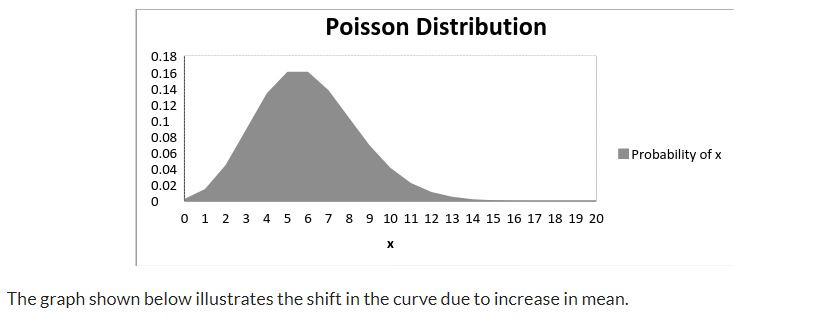 Poisson Distribution
0.18
0.16
0.14
0.12
0.1
0.08
0.06
0.04
0.02
0
0 1 2 3 4 5 6 7 8 9 10 11 12 13 14 15 16 17 18 19 20
x
Probability of x
The graph shown below illustrates the shift in the curve due to increase in mean.